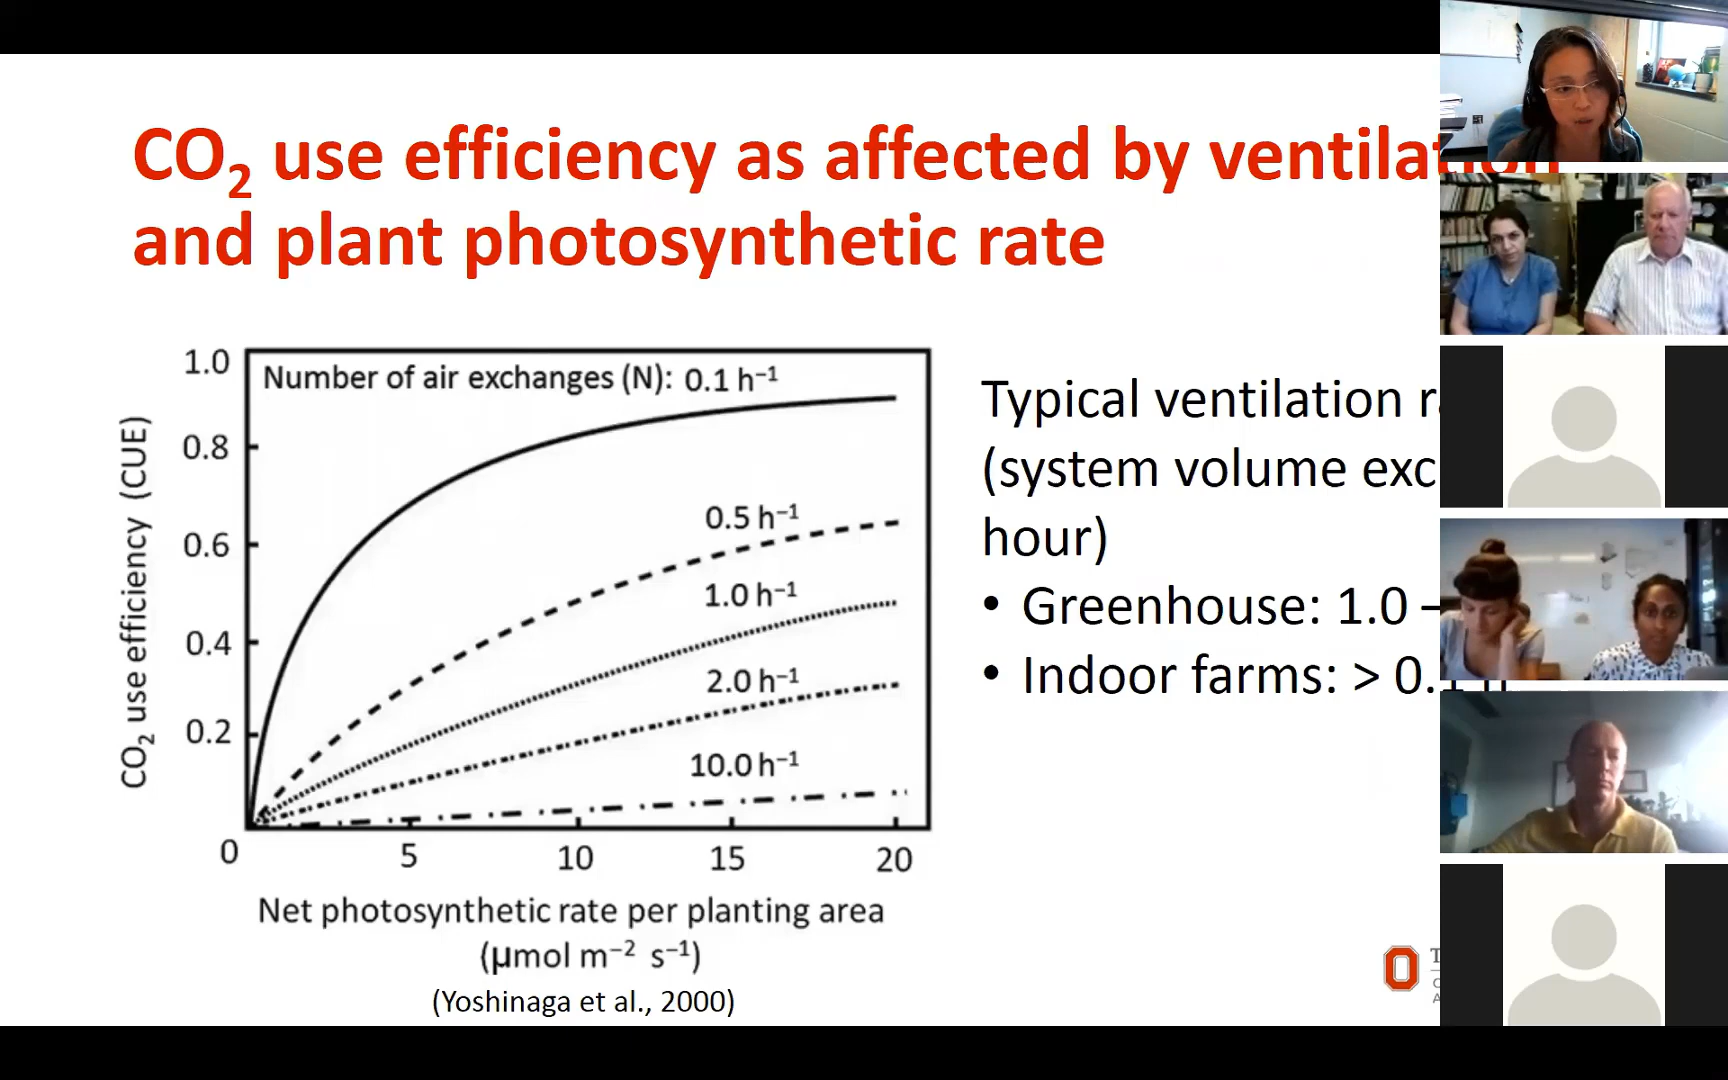 CO₂ use efficiency as affected by ventilation
and plant photosynthetic rate
1.0
0.8
0.6
0.4
0.2
0
CO₂ use efficiency (CUE)
Number of air exchanges (N): 0.1 h⁻¹
0.5 h⁻¹
1.0 h⁻¹
2.0 h⁻¹
10.0 h⁻¹
5 10 15 20
Net photosynthetic rate per planting area
(µmol m⁻² s⁻¹)
(Yoshinaga et al., 2000)
Typical ventilation
(system volume
hour)
• Greenhouse: 1.0 –
• Indoor farms: > 0.